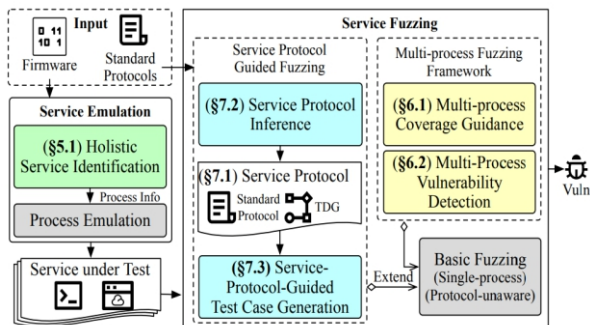 Input
0 11
10 1
Firmware
Standard
Protocols
Service Emulation
(§5.1) Holistic
Service Identification
Process Info
Process Emulation
Service under Test
Service Fuzzing
Service Protocol
Guided Fuzzing
(§7.2) Service Protocol
Inference
(§7.1) Service Protocol
Standard
Protocol
TDG
(§7.3) Service-
Protocol-Guided
Test Case Generation
Multi-process Fuzzing
Framework
(§6.1) Multi-process
Coverage Guidance
(§6.2) Multi-Process
Vulnerability
Detection
Extend
Basic Fuzzing
(Single-process)
(Protocol-unaware)
Vuln